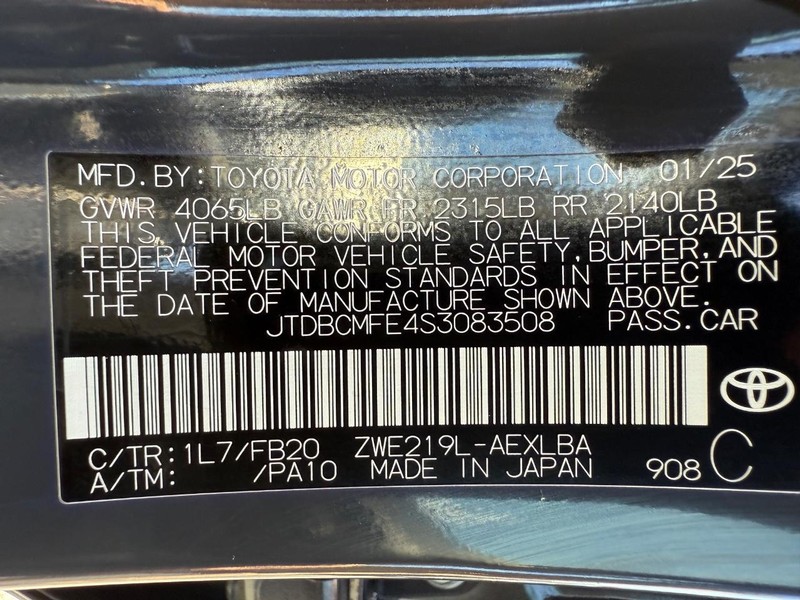 MFD.BY:TOYOTA MOTOR CORPORATION 01/25
GVWR 4065LB GAWR FR 2315LB RR 2140LB
THIS VEHICLE CONFORMS TO ALL APPLICABLE
FEDERAL MOTOR VEHICLE SAFETY,BUMPER,AND
THEFT PREVENTION STANDARDS IN EFFECT ON
THE DATE OF MANUFACTURE SHOWN ABOVE.
JTDBCMFE4S3083508 PASS.CAR
C/TR:1L7/FB20 ZWE219L-AEXLBA
A/TM: /PA10 MADE IN JAPAN 908 C